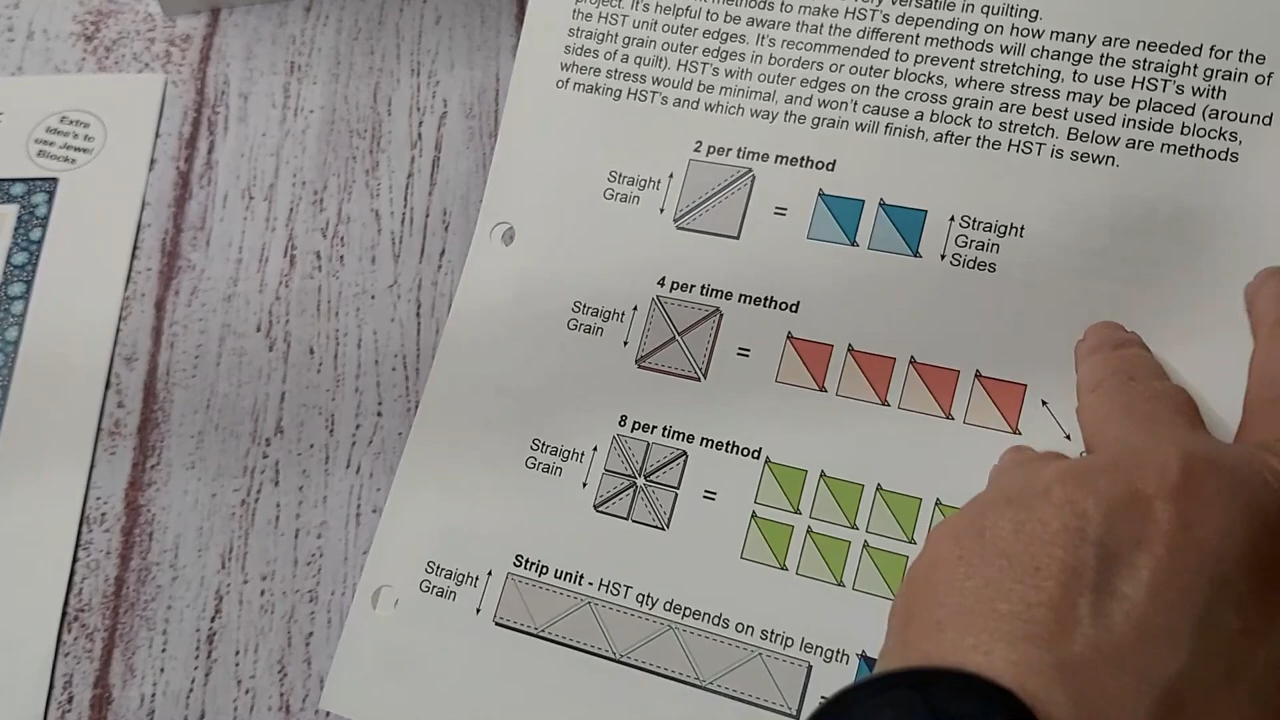 very versatile in quilting.
methods to make HST's depending on how many are needed for the
project. It's helpful to be aware that the different methods will change the straight grain of
the HST unit outer edges. It's recommended to prevent stretching, to use HST's with
straight grain outer edges in borders or outer blocks, where stress may be placed (around
sides of a quilt). HST's with outer edges on the cross grain are best used inside blocks,
where stress would be minimal, and won't cause a block to stretch. Below are methods
of making HST's and which way the grain will finish, after the HST is sewn.
Extra
Idea's to
use Jewel
Blocks
2 per time method
Straight
Grain
=
Straight
Grain
Sides
4 per time method
Straight
Grain
=
8 per time method
Straight
Grain
=
Strip unit - HST qty depends on strip length
Straight
Grain
=